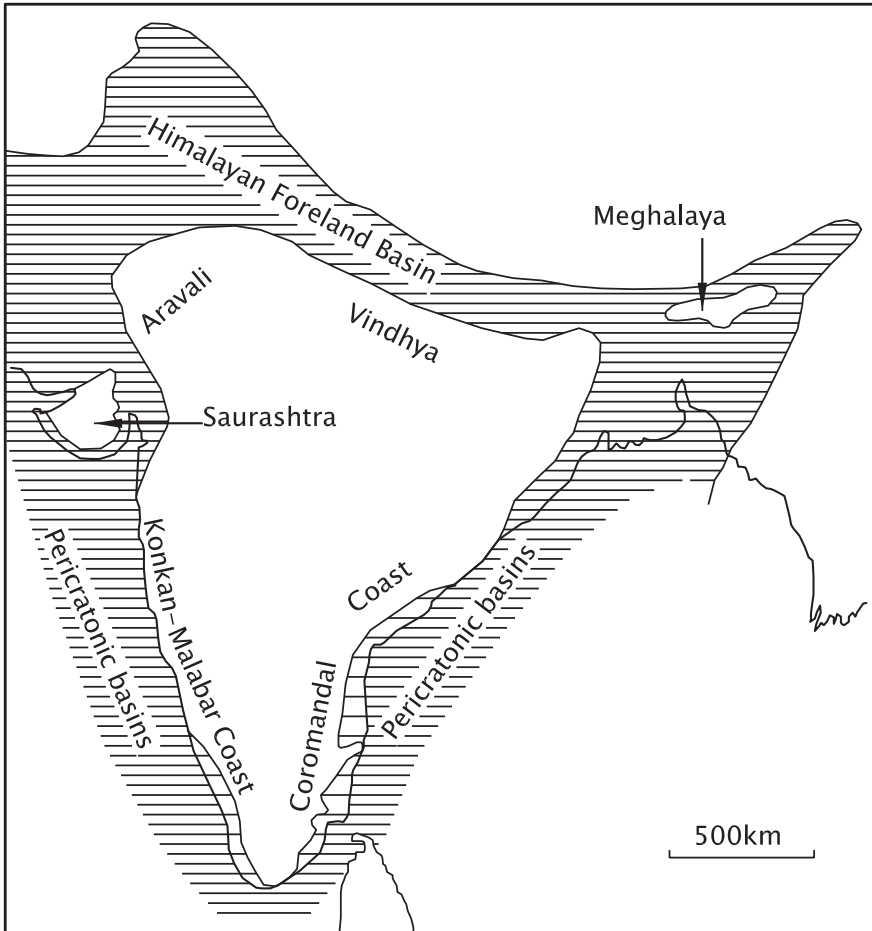 Himalayan Foreland Basin
Meghalaya
Aravali
Vindhya
Saurashtra
Konkan–Malabar Coast
Pericratonic basins
Coromandal Coast
Pericratonic basins
500km